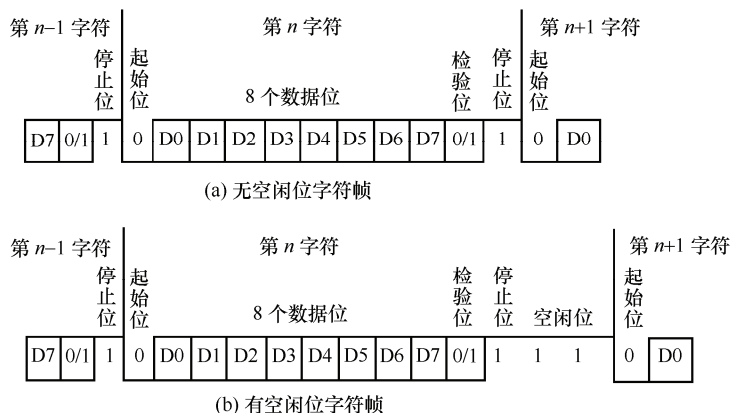 第 n−1 字符 第 n 字符 第 n+1 字符
停止位 起始位 8 个数据位 检验位 停止位 起始位
D7 0/1 1 0 D0 D1 D2 D3 D4 D5 D6 D7 0/1 1 0 D0
(a) 无空闲位字符帧
第 n−1 字符 第 n 字符 第 n+1 字符
停止位 起始位 8 个数据位 检验位 停止位 空闲位 起始位
D7 0/1 1 0 D0 D1 D2 D3 D4 D5 D6 D7 0/1 1 1 1 0 D0
(b) 有空闲位字符帧